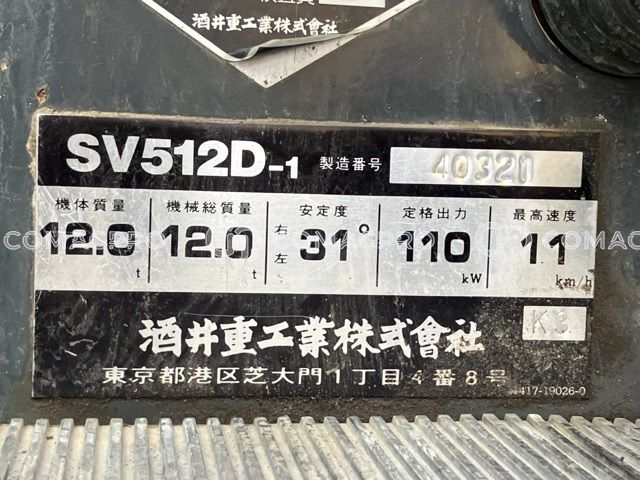 酒井重工業株式會社
SV512D-1 製造番号 40321
機体質量 機械総質量 安定度 定格出力 最高速度
12.0 t 12.0 t 右左 31° 110 kW 11 km/h
酒井重工業株式會社 K3
東京都港区芝大門1丁目4番8号
417-19026-0